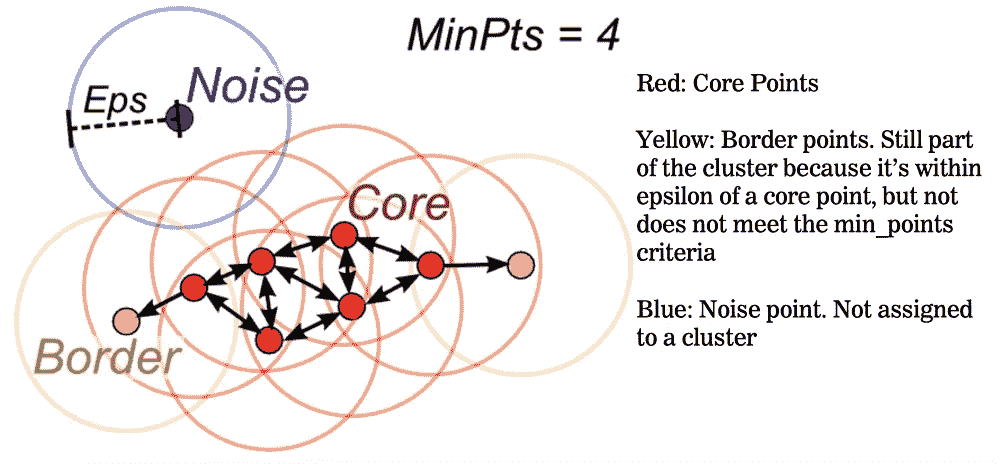 MinPts = 4
Noise
Eps
Red: Core Points
Yellow: Border points. Still part
of the cluster because it's within
epsilon of a core point, but not
does not meet the min_points
criteria
Core
Blue: Noise point. Not assigned
to a cluster
Border